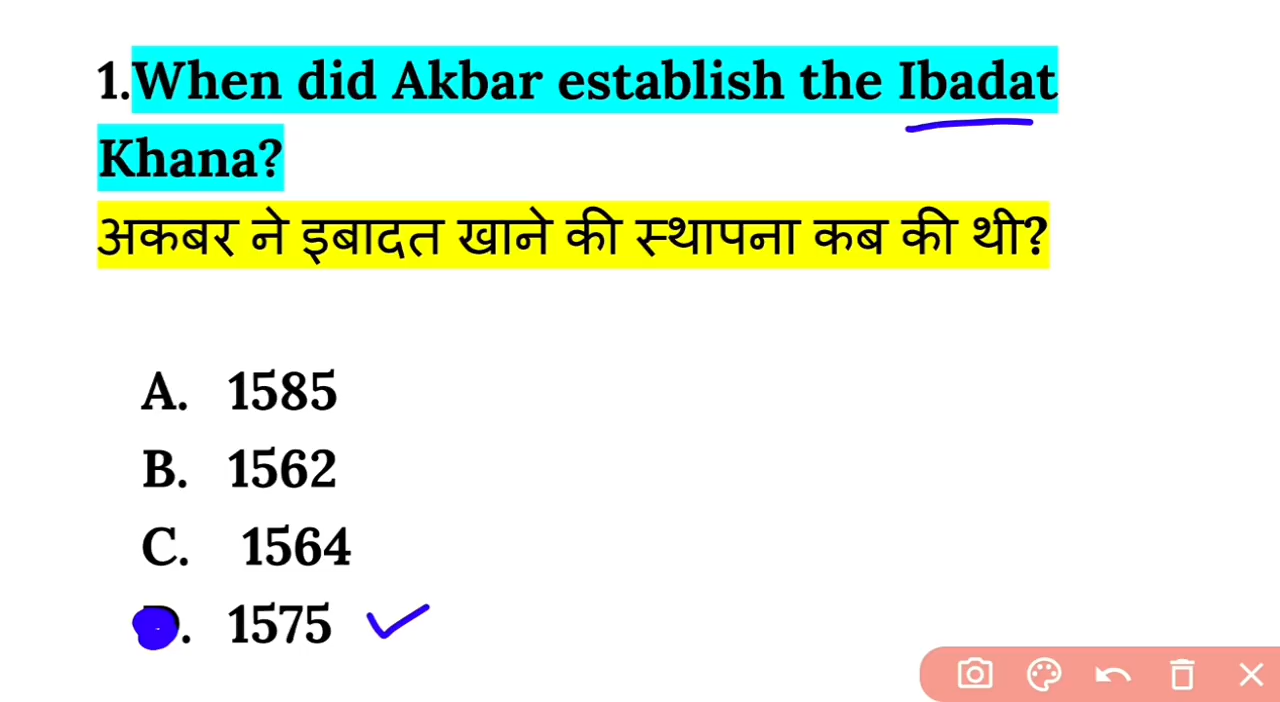 1.When did Akbar establish the Ibadat
Khana?
अकबर ने इबादत खाने की स्थापना कब की थी?
A. 1585
B. 1562
C. 1564
D. 1575